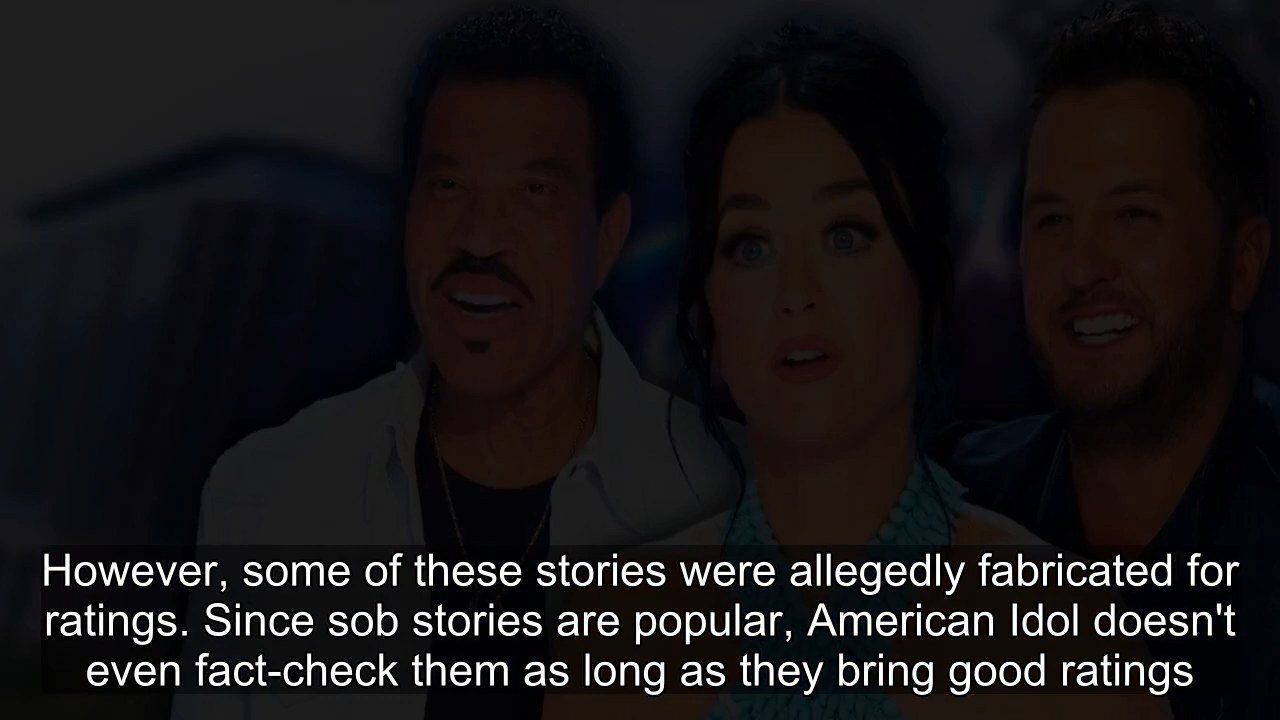 However, some of these stories were allegedly fabricated for
ratings. Since sob stories are popular, American Idol doesn't
even fact-check them as long as they bring good ratings